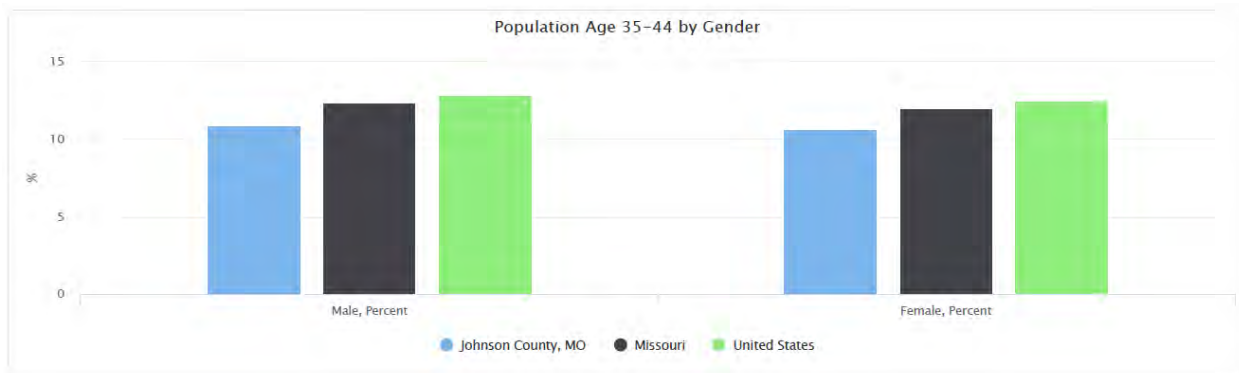 Population Age 35-44 by Gender
15
10
%
5
0
Male, Percent
Female, Percent
Johnson County, MO
Missouri
United States